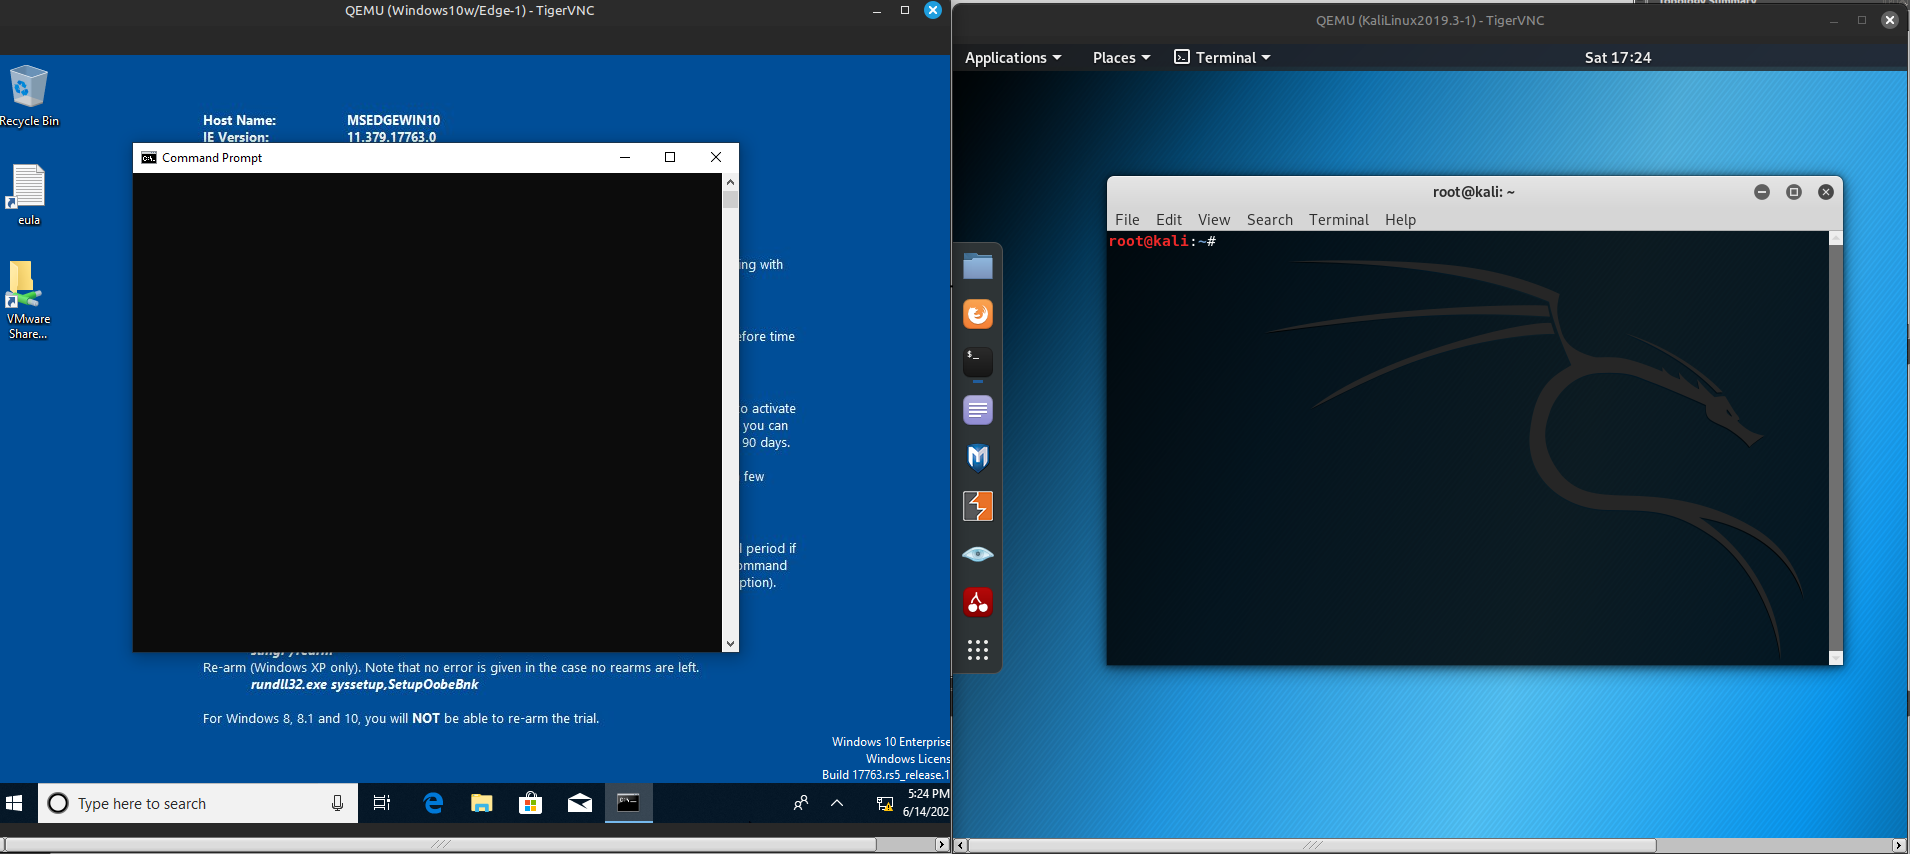 QEMU (Windows10w/Edge-1) - TigerVNC
Recycle Bin
eula
VMware
Share...
Host Name: MSEDGEWIN10
IE Version: 11.379.17763.0
Command Prompt
ing with
efore time
o activate
you can
90 days.
few
l period if
ommand
ption).
Re-arm (Windows XP only). Note that no error is given in the case no rearms are left.
rundll32.exe syssetup,SetupOobeBnk
For Windows 8, 8.1 and 10, you will NOT be able to re-arm the trial.
Windows 10 Enterprise
Windows Licens
Build 17763.rs5_release.1
Type here to search
5:24 PM
6/14/202
QEMU (KaliLinux2019.3-1) - TigerVNC
Applications Places Terminal Sat 17:24
root@kali: ~
File Edit View Search Terminal Help
root@kali:~#
$_